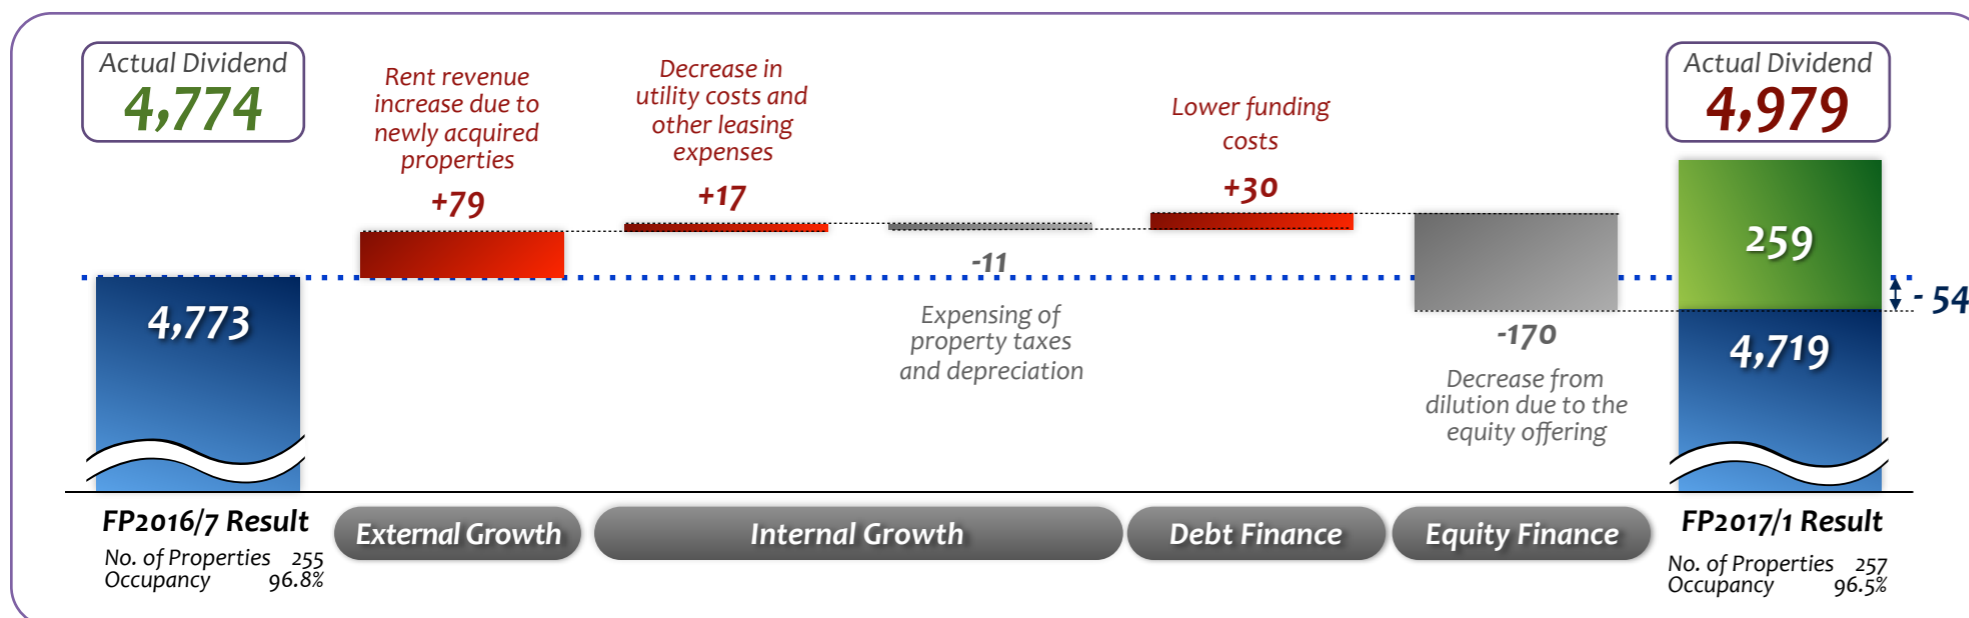 Actual Dividend
4,774
Rent revenue
increase due to
newly acquired
properties
+79
Decrease in
utility costs and
other leasing
expenses
+17
-11
Expensing of
property taxes
and depreciation
Lower funding
costs
+30
-170
Decrease from
dilution due to the
equity offering
Actual Dividend
4,979
259
- 54
4,773
4,719
FP2016/7 Result
No. of Properties 255
Occupancy 96.8%
External Growth
Internal Growth
Debt Finance
Equity Finance
FP2017/1 Result
No. of Properties 257
Occupancy 96.5%